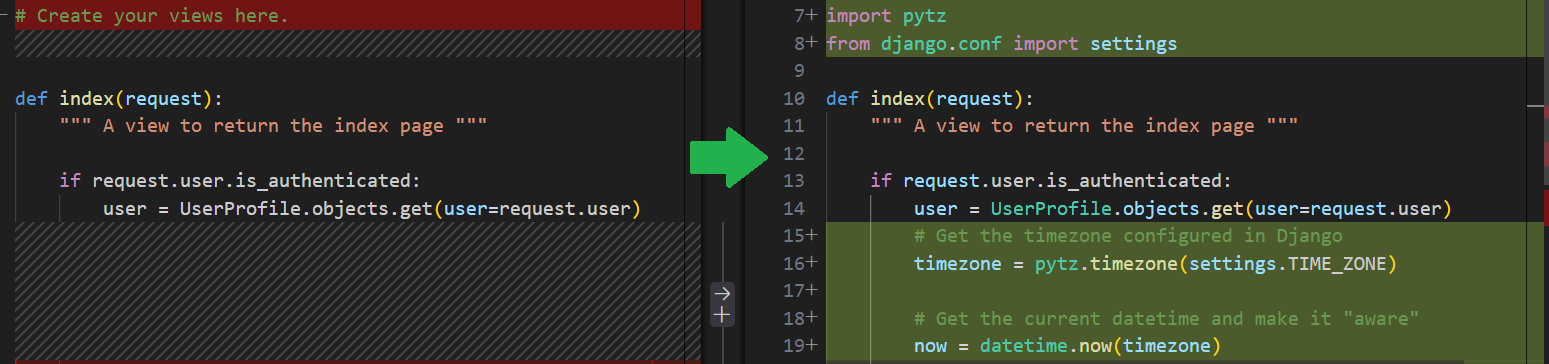 # Create your views here.
def index(request):
""" A view to return the index page """
if request.user.is_authenticated:
user = UserProfile.objects.get(user=request.user)
7+ import pytz
8+ from django.conf import settings
9
10 def index(request):
11 """ A view to return the index page """
12
13 if request.user.is_authenticated:
14 user = UserProfile.objects.get(user=request.user)
15+ # Get the timezone configured in Django
16+ timezone = pytz.timezone(settings.TIME_ZONE)
17+
18+ # Get the current datetime and make it "aware"
19+ now = datetime.now(timezone)